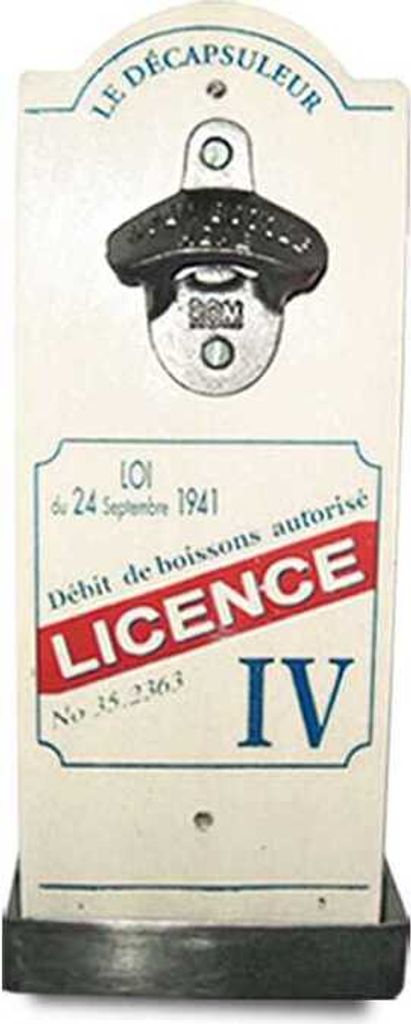 LE DÉCAPSULEUR
LOI
du 24 Septembre 1941
Débit de boissons autorisé
LICENCE
No 35.2363
IV